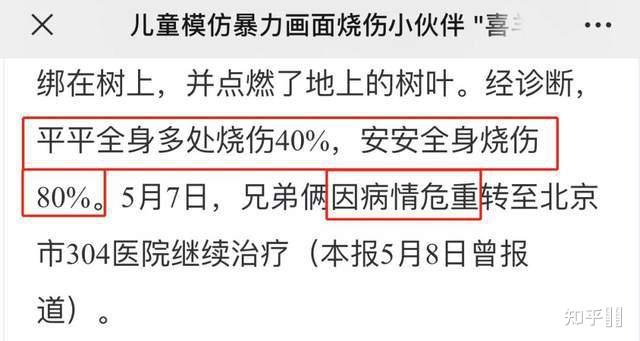 儿童模仿暴力画面烧伤小伙伴 "喜
绑在树上，并点燃了地上的树叶。经诊断，
平平全身多处烧伤40%，安安全身烧伤
80%。5月7日，兄弟俩因病情危重转至北京
市304医院继续治疗（本报5月8日曾报
道）。
知乎